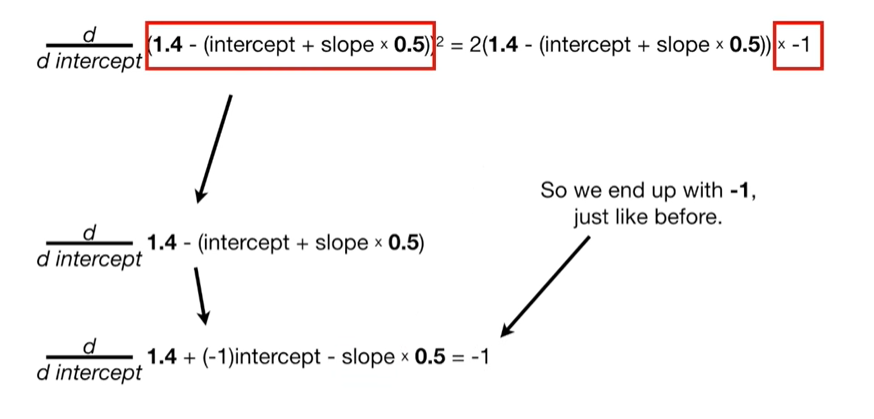 d
d intercept (1.4 - (intercept + slope × 0.5))² = 2(1.4 - (intercept + slope × 0.5)) × -1
So we end up with -1,
just like before.
d
d intercept 1.4 - (intercept + slope × 0.5)
d
d intercept 1.4 + (-1)intercept - slope × 0.5 = -1